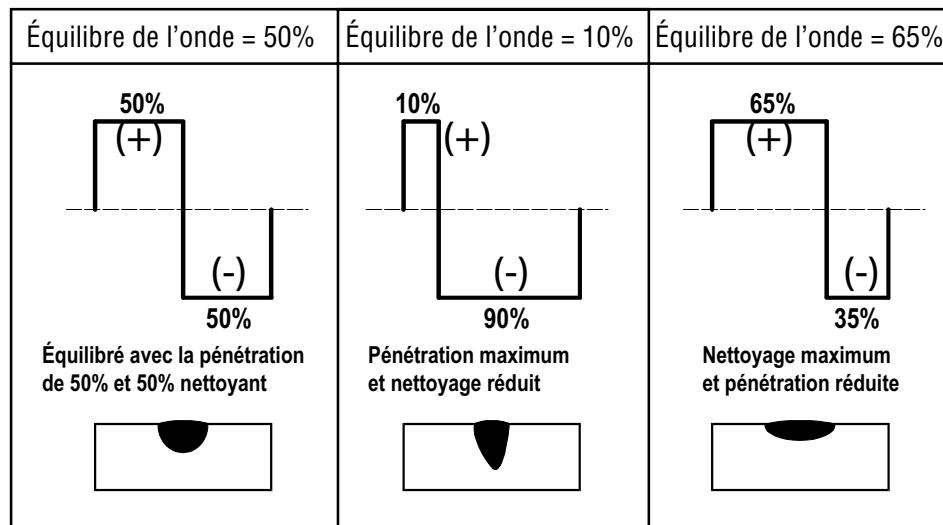 Équilibre de l'onde = 50%
50%
(+)
(-)
50%
Équilibré avec la pénétration
de 50% et 50% nettoyant
Équilibre de l'onde = 10%
10%
(+)
(-)
90%
Pénétration maximum
et nettoyage réduit
Équilibre de l'onde = 65%
65%
(+)
(-)
35%
Nettoyage maximum
et pénétration réduite